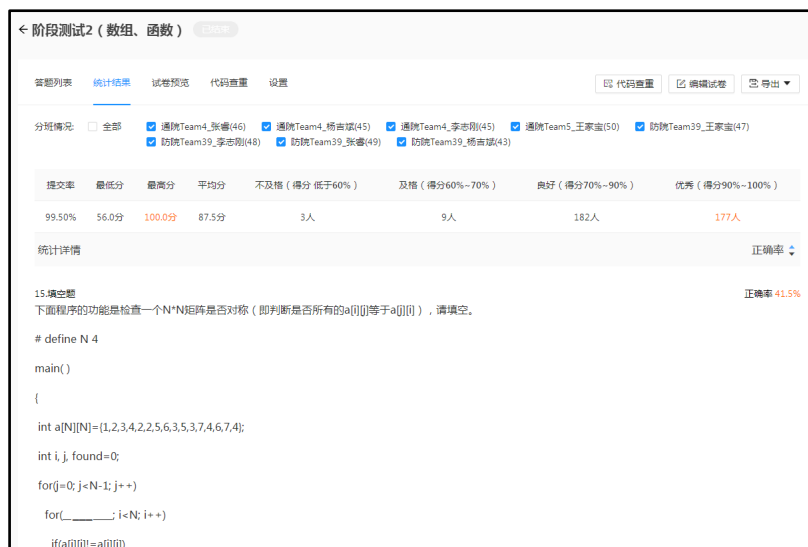 ← 阶段测试2（数组、函数） 已结束
答题列表 统计结果 试卷预览 代码查重 设置 代码查重 编辑试卷 导出
分班情况: 全部 通院Team4_张睿(46) 通院Team4_杨吉斌(45) 通院Team4_李志刚(45) 通院Team5_王家宝(50) 防院Team39_王家宝(47)
防院Team39_李志刚(48) 防院Team39_张睿(49) 防院Team39_杨吉斌(43)
提交率 最低分 最高分 平均分 不及格（得分 低于60%） 及格（得分60%~70%） 良好（得分70%~90%） 优秀（得分90%~100%）
99.50% 56.0分 100.0分 87.5分 3人 9人 182人 177人
统计详情 正确率
15.填空题 正确率 41.5%
下面程序的功能是检查一个N*N矩阵是否对称（即判断是否所有的a[i][j]等于a[j][i]），请填空。
# define N 4
main( )
{
int a[N][N]={1,2,3,4,2,2,5,6,3,5,3,7,4,6,7,4};
int i, j, found=0;
for(j=0; j<N-1; j++)
for(_______; i<N; i++)
if(a[i][j]!=a[j][i])